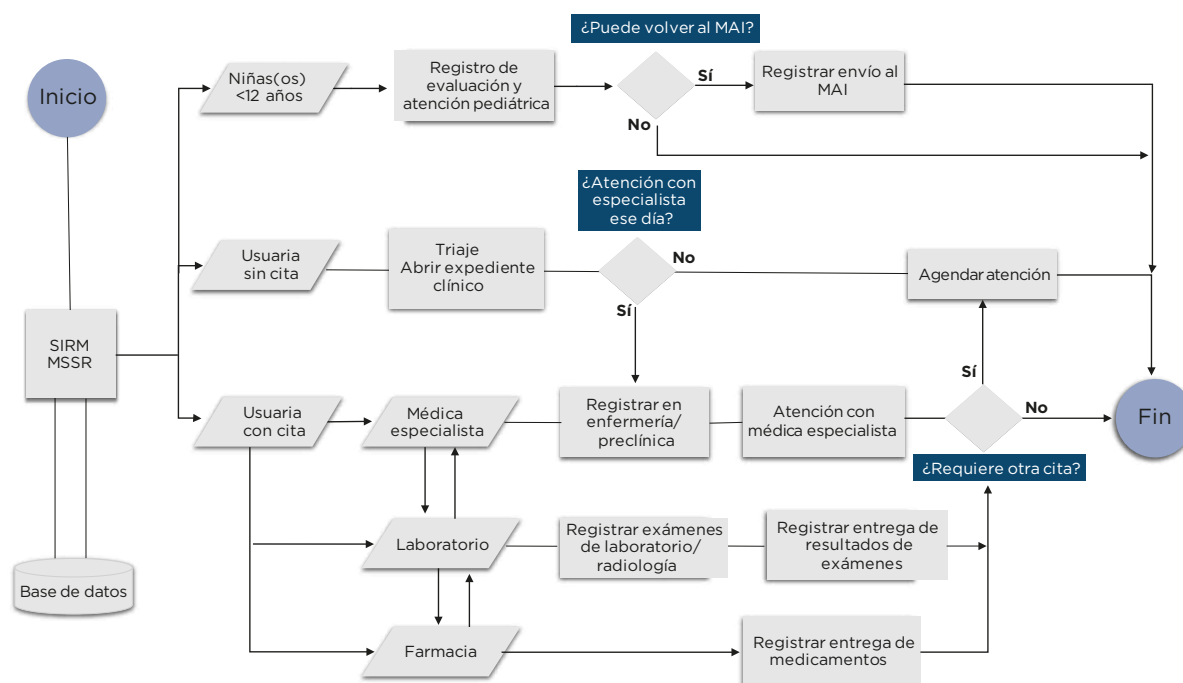 ¿Puede volver al MAI?
Inicio
Niñas(os)
<12 años
Registro de
evaluación y
atención pediátrica
Sí
Registrar envío al
MAI
No
¿Atención con
especialista
ese día?
Usuaria
sin cita
Triaje
Abrir expediente
clínico
No
Agendar atención
Sí
SIRM
MSSR
Sí
Usuaria
con cita
Médica
especialista
Registrar en
enfermería/
preclínica
Atención con
médica especialista
No
Fin
¿Requiere otra cita?
Laboratorio
Registrar exámenes
de laboratorio/
radiología
Registrar entrega de
resultados de
exámenes
Base de datos
Farmacia
Registrar entrega de
medicamentos